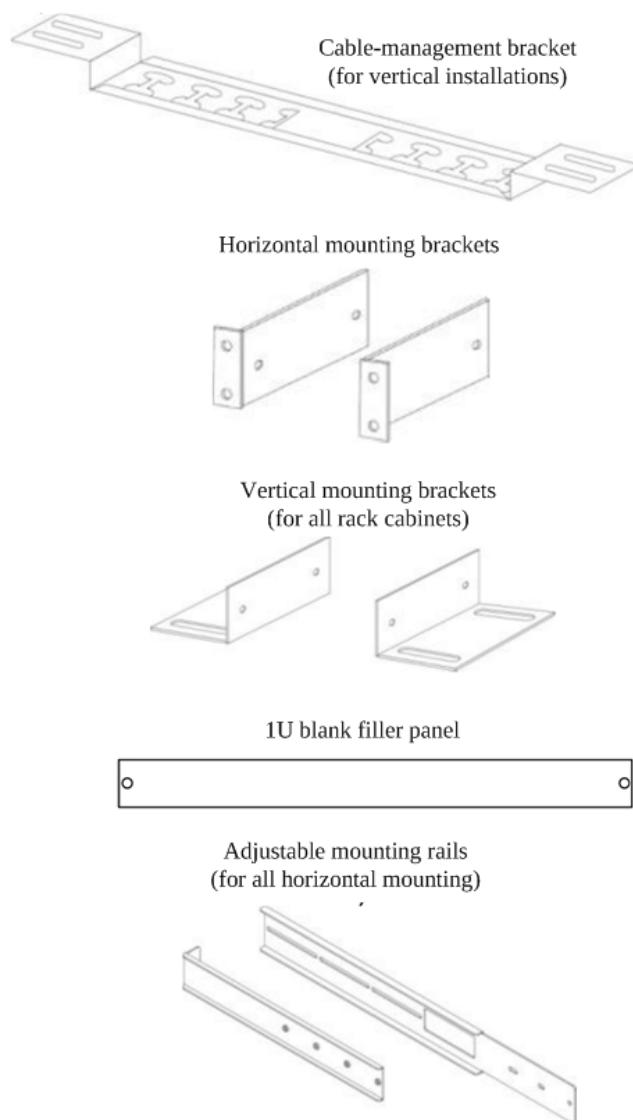 Cable-management bracket
(for vertical installations)
Horizontal mounting brackets
Vertical mounting brackets
(for all rack cabinets)
1U blank filler panel
Adjustable mounting rails
(for all horizontal mounting)